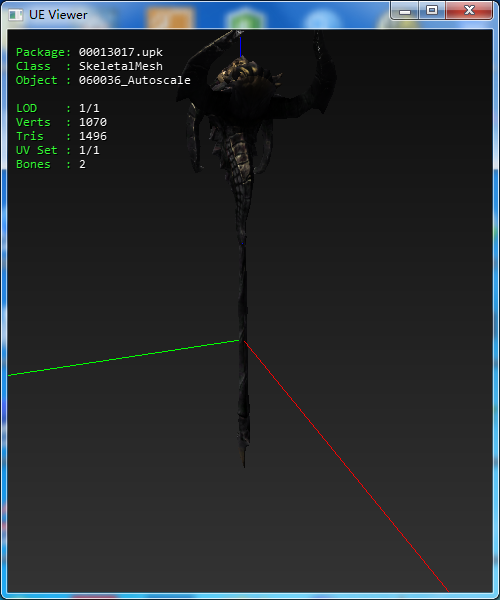 UE Viewer
Package: 00013017.upk
Class : SkeletalMesh
Object : 060036_Autoscale
LOD : 1/1
Verts : 1070
Tris : 1496
UV Set : 1/1
Bones : 2